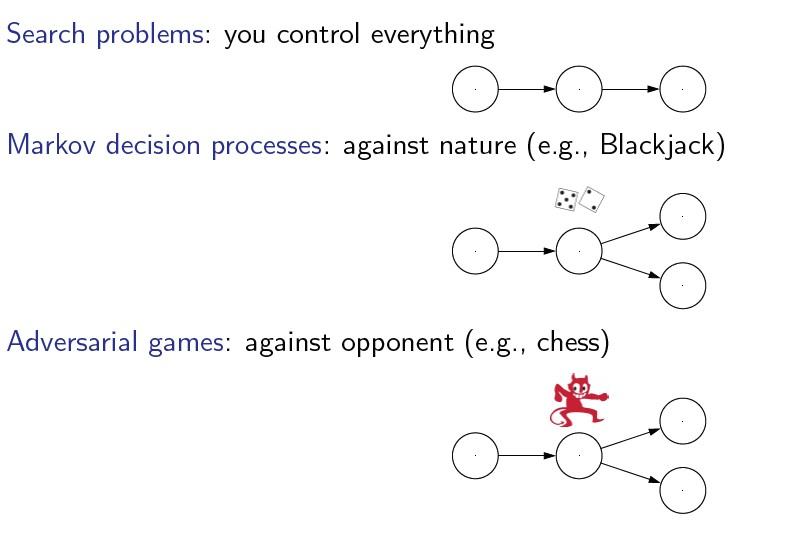 Search problems: you control everything
Markov decision processes: against nature (e.g., Blackjack)
Adversarial games: against opponent (e.g., chess)